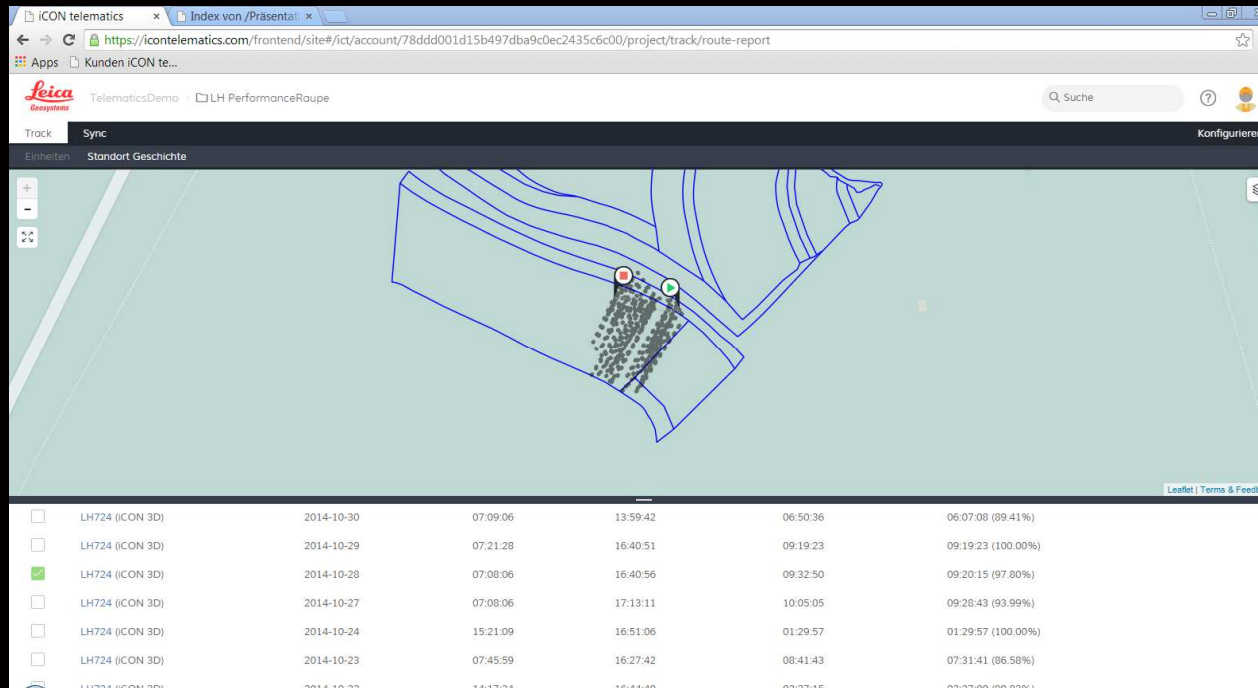 iCON telematics × Index von /Präsentat ×
https://icontelematics.com/frontend/site#/ict/account/78ddd001d15b497dba9c0ec2435c6c00/project/track/route-report
Apps Kunden iCON te...
Leica Geosystems TelematicsDemo LH PerformanceRaupe Suche ?
Track Sync Konfigurieren
Einheiten Standort Geschichte
+
-
Leaflet | Terms & Feedb
LH724 (iCON 3D) 2014-10-30 07:09:06 13:59:42 06:50:36 06:07:08 (89.41%)
LH724 (iCON 3D) 2014-10-29 07:21:28 16:40:51 09:19:23 09:19:23 (100.00%)
LH724 (iCON 3D) 2014-10-28 07:08:06 16:40:56 09:32:50 09:20:15 (97.80%)
LH724 (iCON 3D) 2014-10-27 07:08:06 17:13:11 10:05:05 09:28:43 (93.99%)
LH724 (iCON 3D) 2014-10-24 15:21:09 16:51:06 01:29:57 01:29:57 (100.00%)
LH724 (iCON 3D) 2014-10-23 07:45:59 16:27:42 08:41:43 07:31:41 (86.58%)
LH724 (iCON 3D)